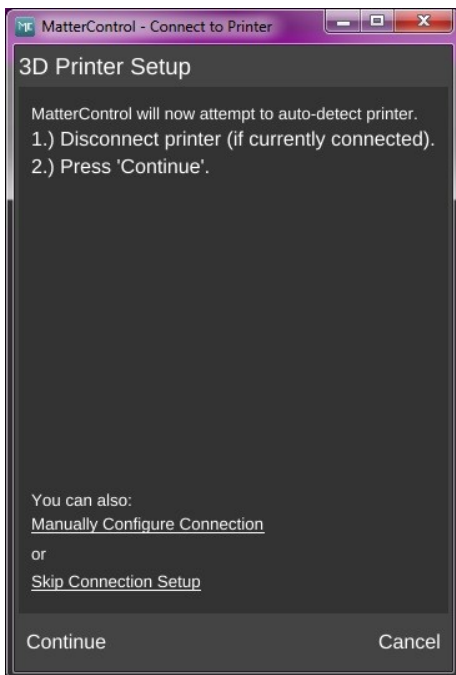 MatterControl - Connect to Printer
3D Printer Setup
MatterControl will now attempt to auto-detect printer.
1.) Disconnect printer (if currently connected).
2.) Press 'Continue'.
You can also:
Manually Configure Connection
or
Skip Connection Setup
Continue Cancel